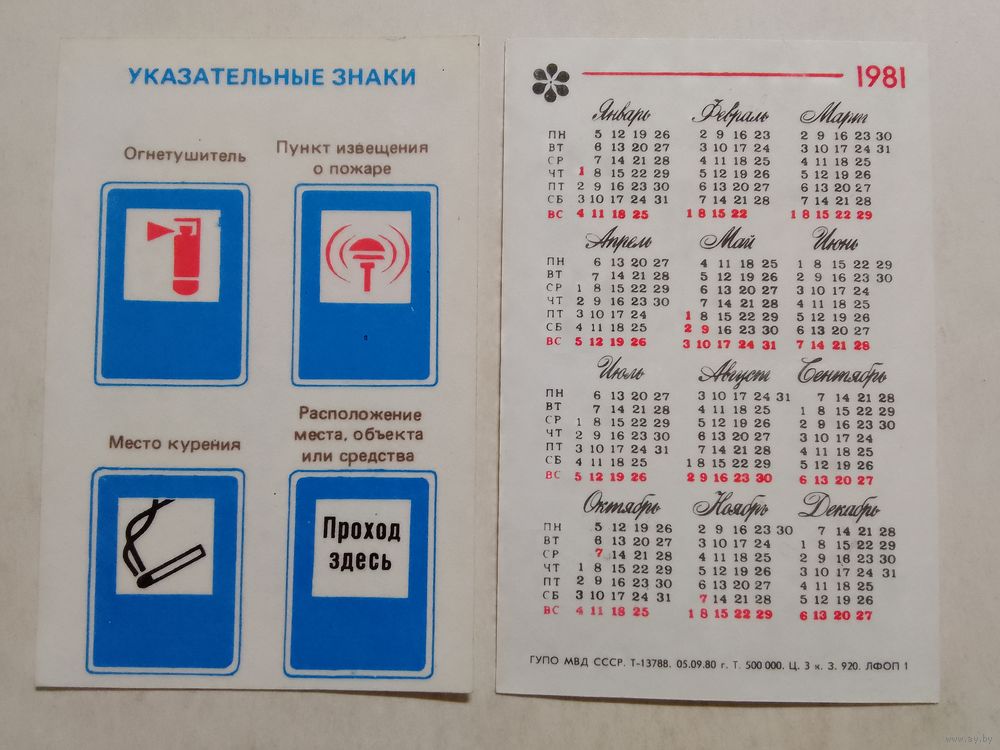 УКАЗАТЕЛЬНЫЕ ЗНАКИ
Огнетушитель
Пункт извещения
о пожаре
Место курения
Расположение
места, объекта
или средства
Проход
здесь
1981
Январь Февраль Март
ПН 5 12 19 26 2 9 16 23 2 9 16 23 30
ВТ 6 13 20 27 3 10 17 24 3 10 17 24 31
СР 7 14 21 28 4 11 18 25 4 11 18 25
ЧТ 1 8 15 22 29 5 12 19 26 5 12 19 26
ПТ 2 9 16 23 30 6 13 20 27 6 13 20 27
СБ 3 10 17 24 31 7 14 21 28 7 14 21 28
ВС 4 11 18 25 1 8 15 22 1 8 15 22 29
Апрель Май Июнь
ПН 6 13 20 27 4 11 18 25 1 8 15 22 29
ВТ 7 14 21 28 5 12 19 26 2 9 16 23 30
СР 1 8 15 22 29 6 13 20 27 3 10 17 24
ЧТ 2 9 16 23 30 7 14 21 28 4 11 18 25
ПТ 3 10 17 24 1 8 15 22 29 5 12 19 26
СБ 4 11 18 25 2 9 16 23 30 6 13 20 27
ВС 5 12 19 26 3 10 17 24 31 7 14 21 28
Июль Август Сентябрь
ПН 6 13 20 27 3 10 17 24 31 7 14 21 28
ВТ 7 14 21 28 4 11 18 25 1 8 15 22 29
СР 1 8 15 22 29 5 12 19 26 2 9 16 23 30
ЧТ 2 9 16 23 30 6 13 20 27 3 10 17 24
ПТ 3 10 17 24 31 7 14 21 28 4 11 18 25
СБ 4 11 18 25 1 8 15 22 29 5 12 19 26
ВС 5 12 19 26 2 9 16 23 30 6 13 20 27
Октябрь Ноябрь Декабрь
ПН 5 12 19 26 2 9 16 23 30 7 14 21 28
ВТ 6 13 20 27 3 10 17 24 1 8 15 22 29
СР 7 14 21 28 4 11 18 25 2 9 16 23 30
ЧТ 1 8 15 22 29 5 12 19 26 3 10 17 24 31
ПТ 2 9 16 23 30 6 13 20 27 4 11 18 25
СБ 3 10 17 24 31 7 14 21 28 5 12 19 26
ВС 4 11 18 25 1 8 15 22 29 6 13 20 27
ГУПО МВД СССР. Т-13788. 05.09.80 г. Т. 500 000. Ц. 3 к. З. 920. ЛФОП 1
www.ay.by